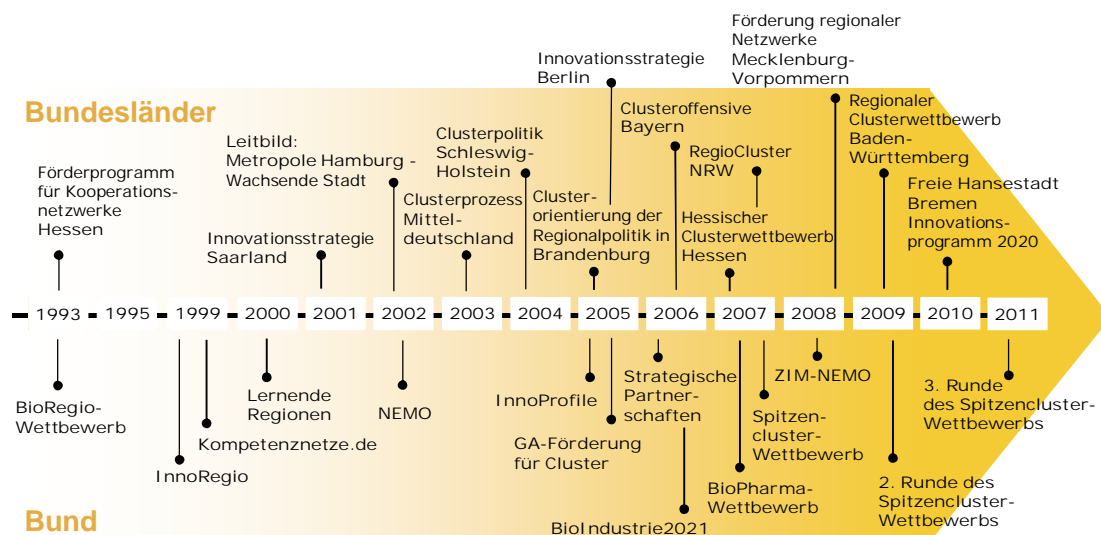 Bundesländer
Förderprogramm
für Kooperations-
netzwerke
Hessen
Innovationsstrategie
Saarland
Leitbild:
Metropole Hamburg -
Wachsende Stadt
Clusterprozess
Mittel-
deutschland
Clusterpolitik
Schleswig-
Holstein
Cluster-
orientierung der
Regionalpolitik in
Brandenburg
Innovationsstrategie
Berlin
Clusteroffensive
Bayern
Hessischer
Clusterwettbewerb
Hessen
RegioCluster
NRW
Förderung regionaler
Netzwerke
Mecklenburg-
Vorpommern
Regionaler
Clusterwettbewerb
Baden-
Württemberg
Freie Hansestadt
Bremen
Innovations-
programm 2020
1993 1995 1999 2000 2001 2002 2003 2004 2005 2006 2007 2008 2009 2010 2011
BioRegio-
Wettbewerb
InnoRegio
Kompetenznetze.de
Lernende
Regionen
NEMO
InnoProfile
GA-Förderung
für Cluster
Strategische
Partner-
schaften
BioIndustrie2021
BioPharma-
Wettbewerb
Spitzen-
cluster-
Wettbewerb
ZIM-NEMO
2. Runde des
Spitzencluster-
Wettbewerbs
3. Runde
des Spitzencluster-
Wettbewerbs
Bund